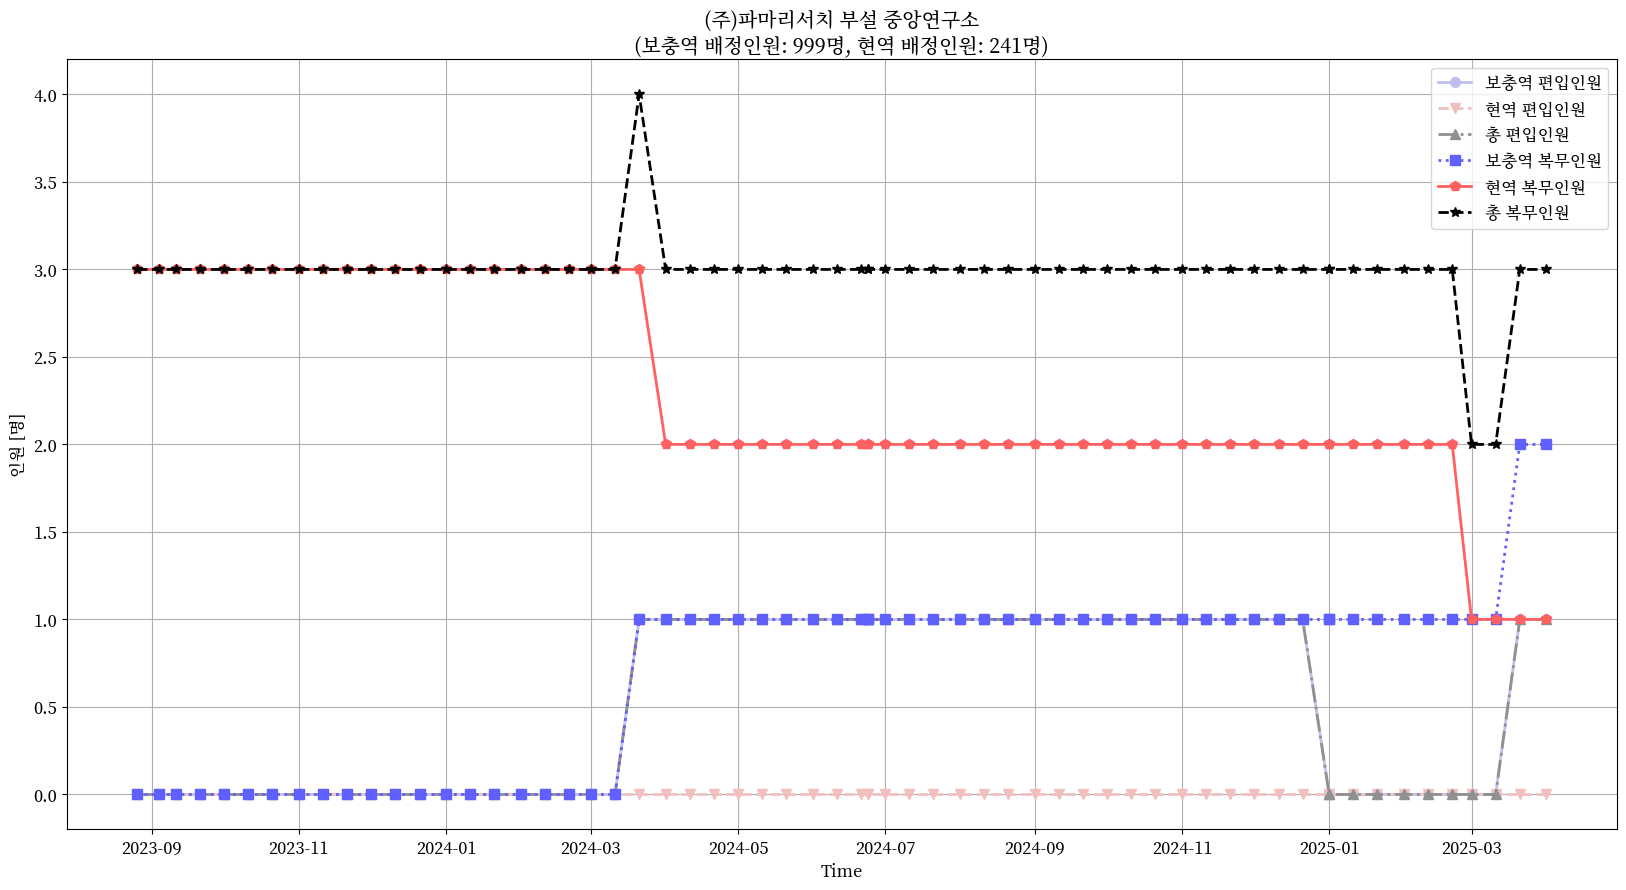 (주)파마리서치 부설 중앙연구소
(보충역 배정인원: 999명, 현역 배정인원: 241명)
보충역 편입인원
현역 편입인원
총 편입인원
보충역 복무인원
현역 복무인원
총 복무인원
인원 [명]
4.0
3.5
3.0
2.5
2.0
1.5
1.0
0.5
0.0
2023-09
2023-11
2024-01
2024-03
2024-05
2024-07
2024-09
2024-11
2025-01
2025-03
Time